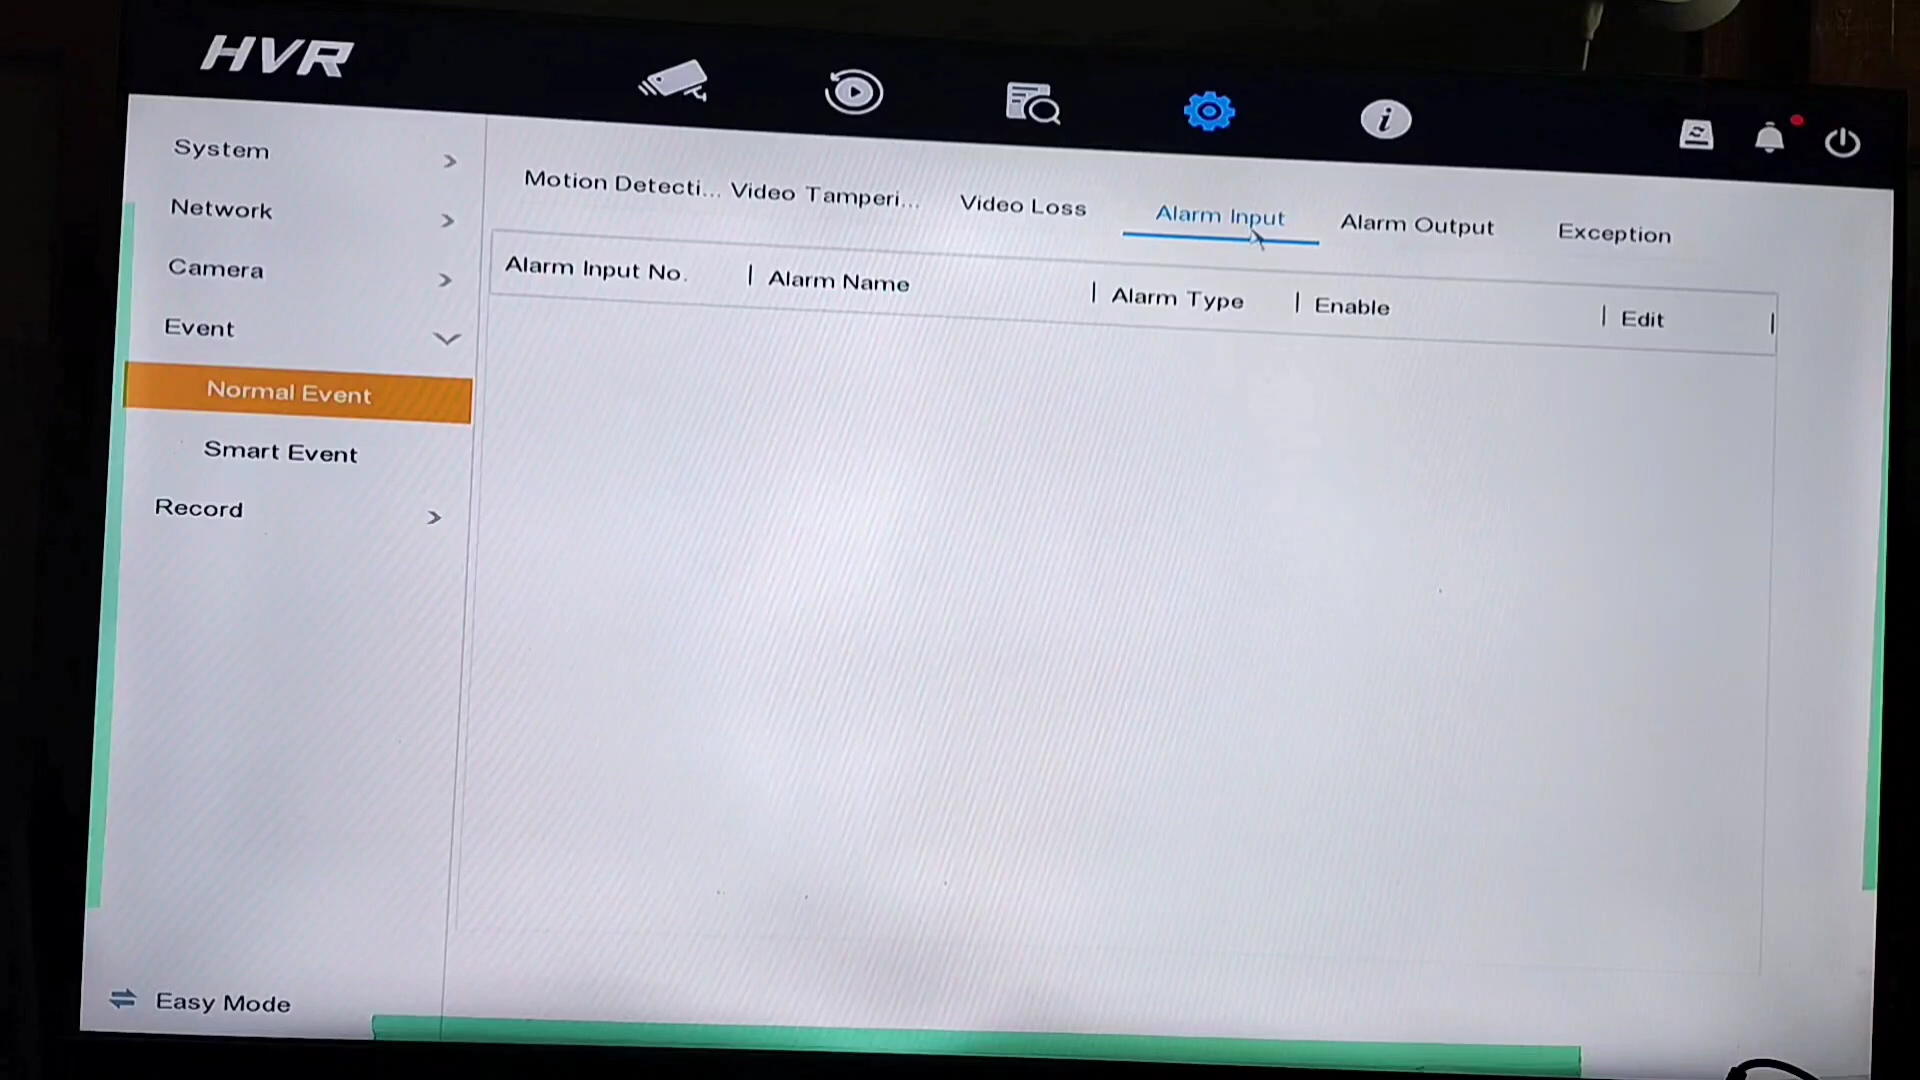 HVR
System
Network
Camera
Event
Normal Event
Smart Event
Record
Easy Mode
Motion Detecti... Video Tamperi... Video Loss Alarm Input Alarm Output Exception
Alarm Input No. Alarm Name Alarm Type Enable Edit